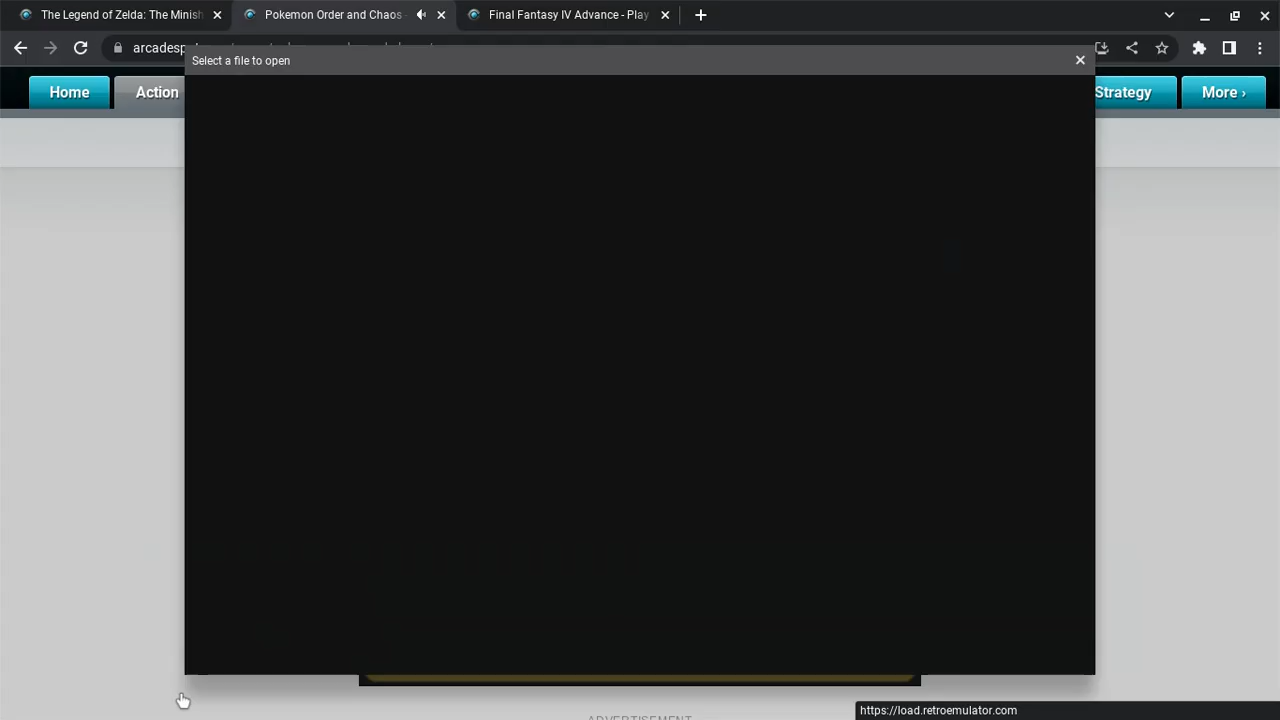 The Legend of Zelda: The Minish
Pokemon Order and Chaos
Final Fantasy IV Advance - Play
Select a file to open
Home
Action
Strategy
More ›
ADVERTISEMENT
https://load.retroemulator.com